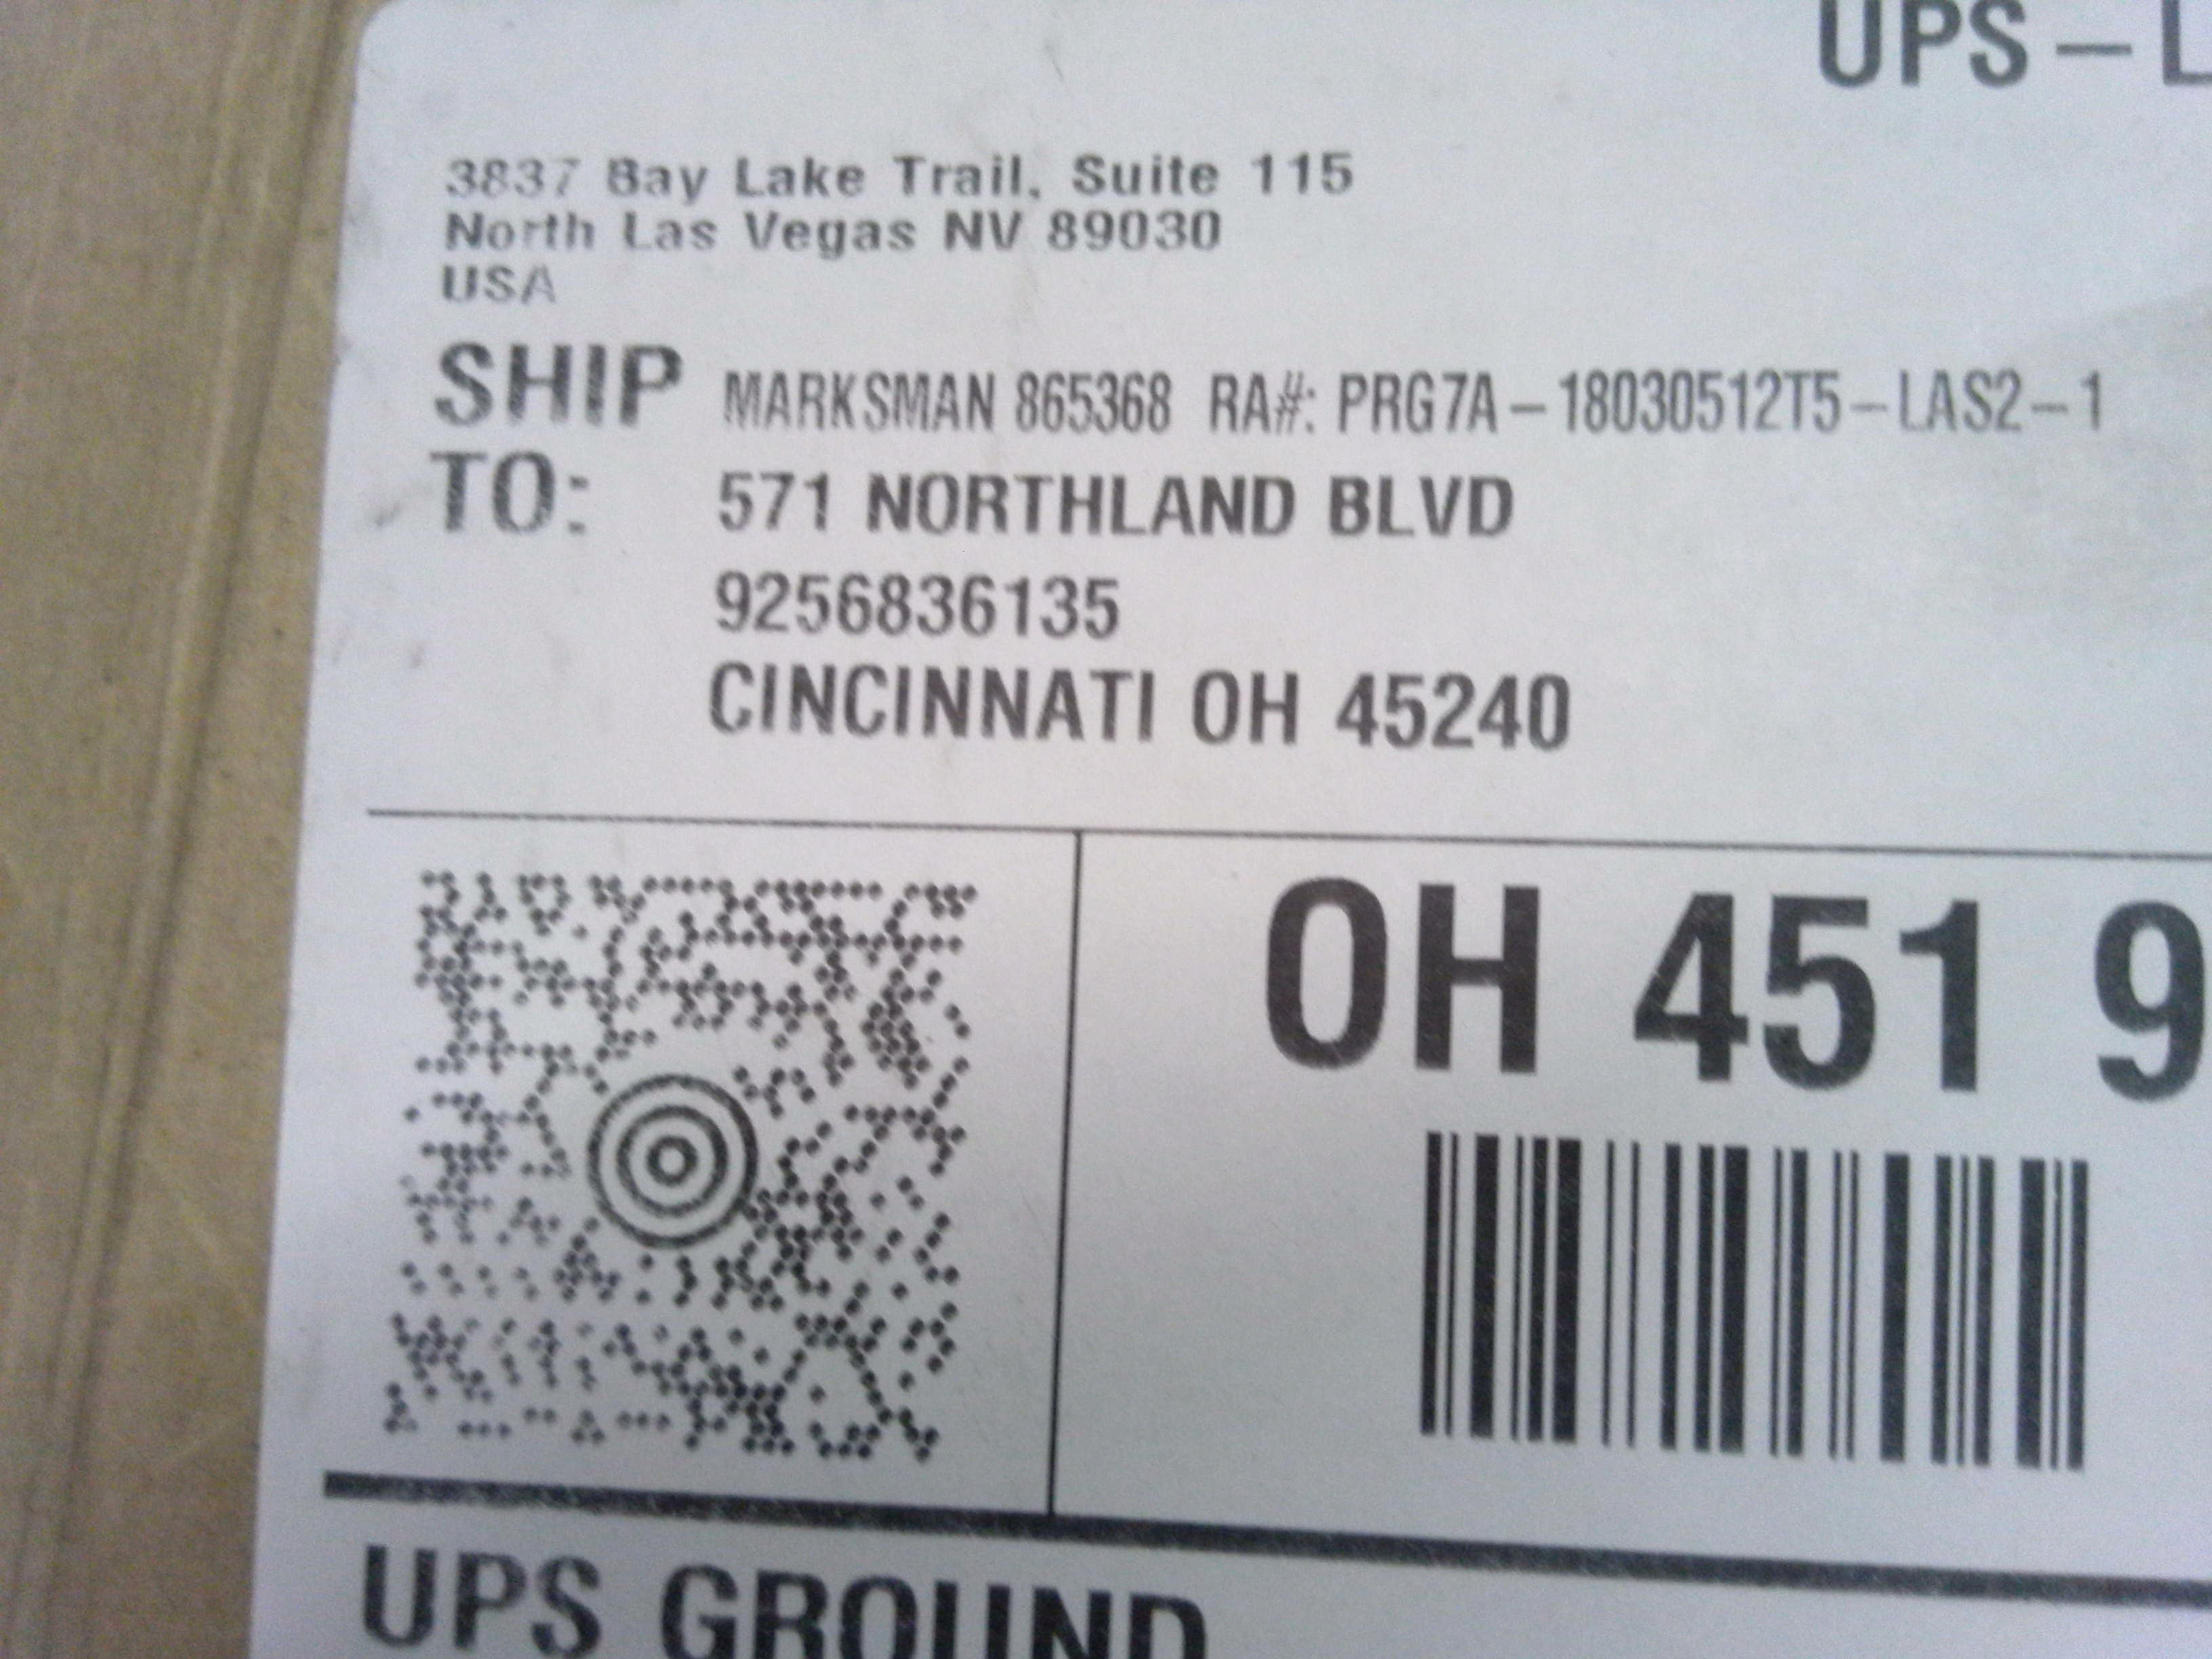 UPS – L
3837 Bay Lake Trail, Suite 115
North Las Vegas NV 89030
USA
SHIP TO: MARKSMAN 865368 RA#: PRG7A–18030512T5–LAS2–1
571 NORTHLAND BLVD
9256836135
CINCINNATI OH 45240
OH 451 9
UPS GROUND